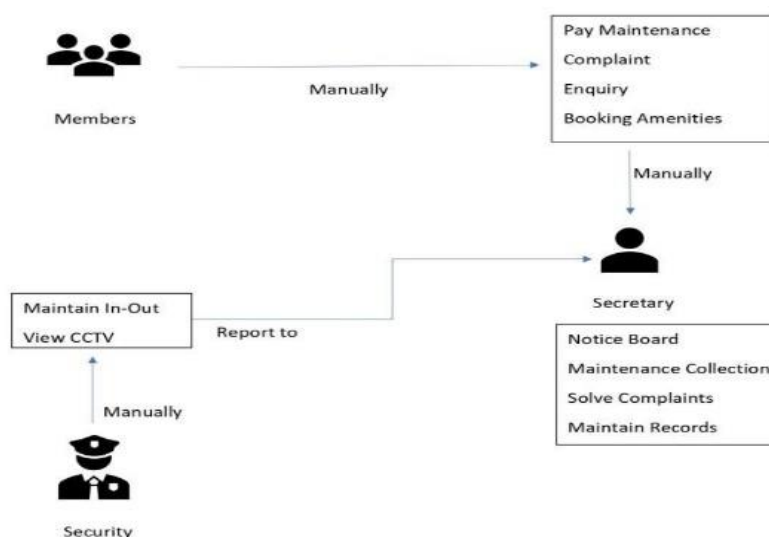 Members
Manually
Pay Maintenance
Complaint
Enquiry
Booking Amenities
Manually
Secretary
Notice Board
Maintenance Collection
Solve Complaints
Maintain Records
Maintain In-Out
View CCTV
Report to
Manually
Security